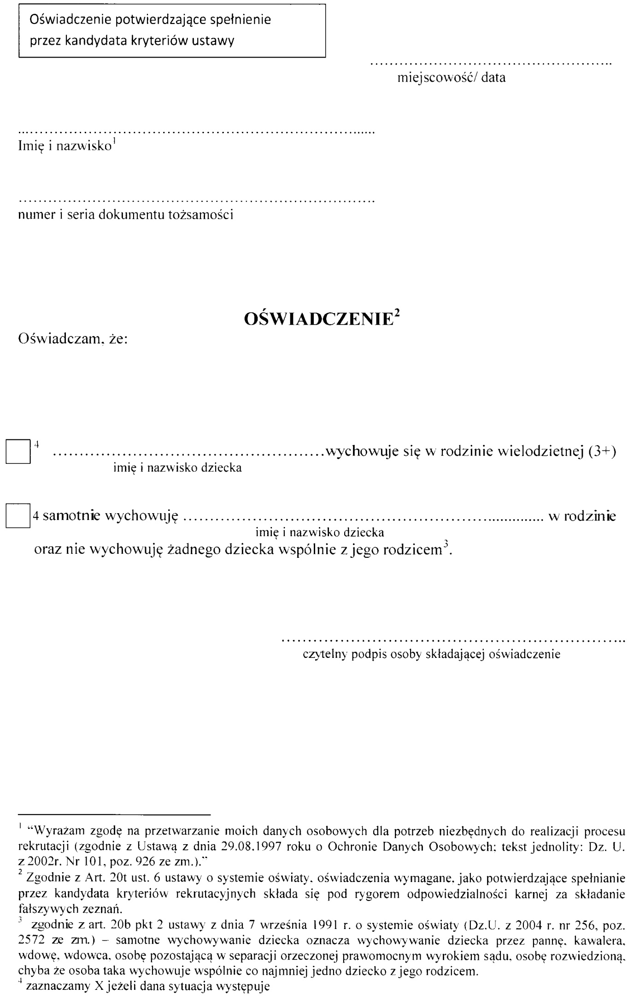 Oświadczenie potwierdzające spełnienie
przez kandydata kryteriów ustawy
................................................
miejscowość/ data
......................................................................
Imię i nazwisko¹
......................................................................
numer i seria dokumentu tożsamości
OŚWIADCZENIE²
Oświadczam, że:
⁴ ..................................................wychowuje się w rodzinie wielodzietnej (3+)
imię i nazwisko dziecka
4 samotnie wychowuję ...................................................................... w rodzinie
imię i nazwisko dziecka
oraz nie wychowuję żadnego dziecka wspólnie z jego rodzicem³.
................................................................
czytelny podpis osoby składającej oświadczenie
¹ “Wyrażam zgodę na przetwarzanie moich danych osobowych dla potrzeb niezbędnych do realizacji procesu
rekrutacji (zgodnie z Ustawą z dnia 29.08.1997 roku o Ochronie Danych Osobowych; tekst jednolity: Dz. U.
z 2002r. Nr 101, poz. 926 ze zm.).”
² Zgodnie z Art. 20t ust. 6 ustawy o systemie oświaty, oświadczenia wymagane, jako potwierdzające spełnianie
przez kandydata kryteriów rekrutacyjnych składa się pod rygorem odpowiedzialności karnej za składanie
fałszywych zeznań.
³ zgodnie z art. 20b pkt 2 ustawy z dnia 7 września 1991 r. o systemie oświaty (Dz.U. z 2004 r. nr 256, poz.
2572 ze zm.) – samotne wychowywanie dziecka oznacza wychowywanie dziecka przez pannę, kawalera,
wdowę, wdowca, osobę pozostającą w separacji orzeczonej prawomocnym wyrokiem sądu, osobę rozwiedzioną,
chyba że osoba taka wychowuje wspólnie co najmniej jedno dziecko z jego rodzicem.
⁴ zaznaczamy X jeżeli dana sytuacja występuje